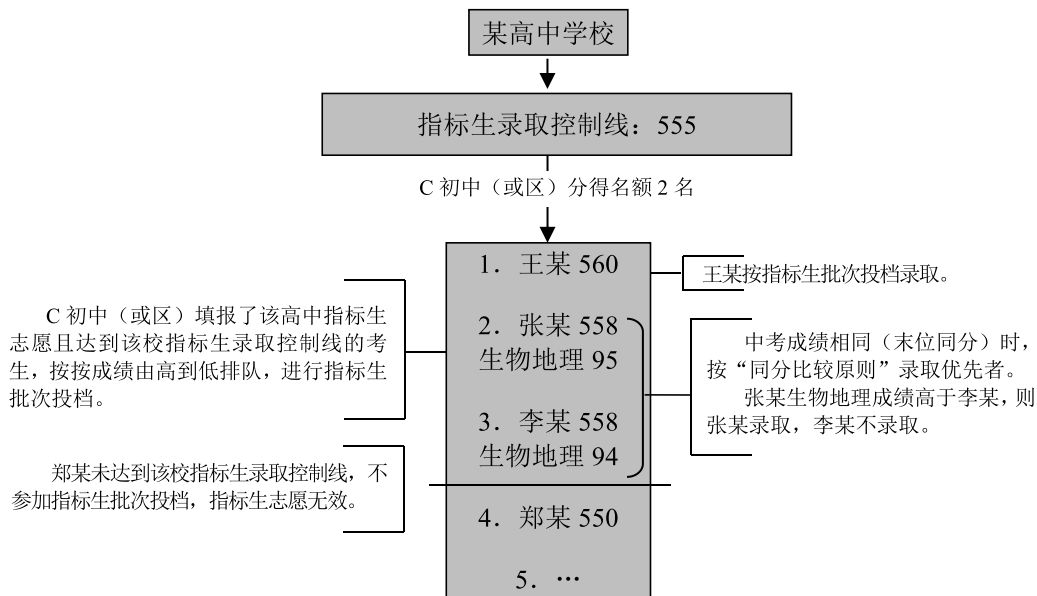 某高中学校
指标生录取控制线：555
C 初中（或区）分得名额 2 名
1．王某 560
王某按指标生批次投档录取。
C 初中（或区）填报了该高中指标生
志愿且达到该校指标生录取控制线的考
生，按按成绩由高到低排队，进行指标生
批次投档。
2．张某 558
生物地理 95
3．李某 558
生物地理 94
中考成绩相同（末位同分）时，
按“同分比较原则”录取优先者。
张某生物地理成绩高于李某，则
张某录取，李某不录取。
郑某未达到该校指标生录取控制线，不
参加指标生批次投档，指标生志愿无效。
4．郑某 550
5．…